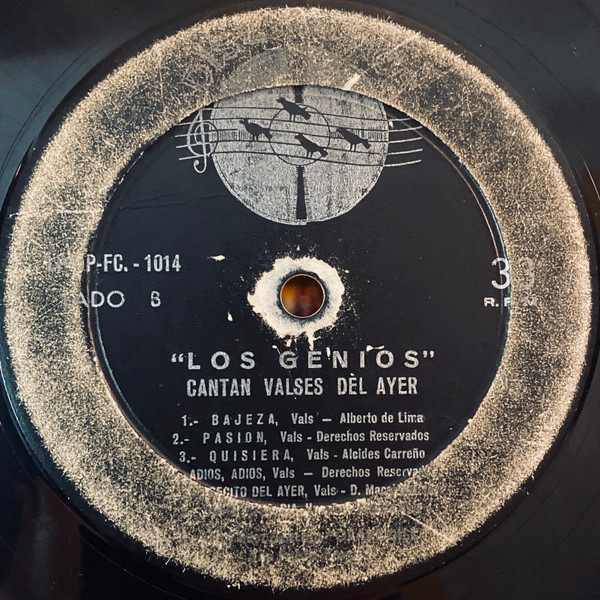 P-FC. - 1014
33
ADO B
R.P.M
"LOS GENIOS"
CANTAN VALSES DEL AYER
1.- BAJEZA, Vals - Alberto de Lima
2.- PASION, Vals - Derechos Reservados
3.- QUISIERA, Vals - Alcides Carreño
ADIOS, ADIOS, Vals - Derechos
DEL AYER, Vals - D.